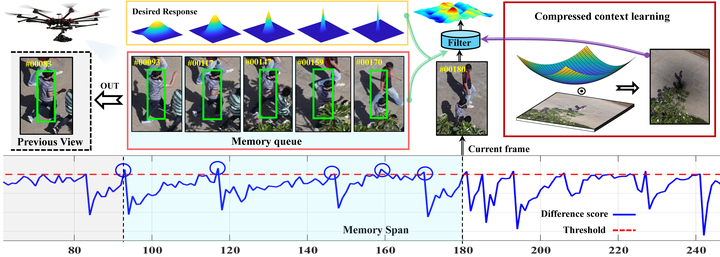 Desired Response
Filter
Compressed context learning
#00083
OUT
Previous View
#00093
#00117
#00147
#00159
#00170
Memory queue
#00180
Current frame
Memory Span
Difference score
Threshold
80
100
120
140
160
180
200
220
240